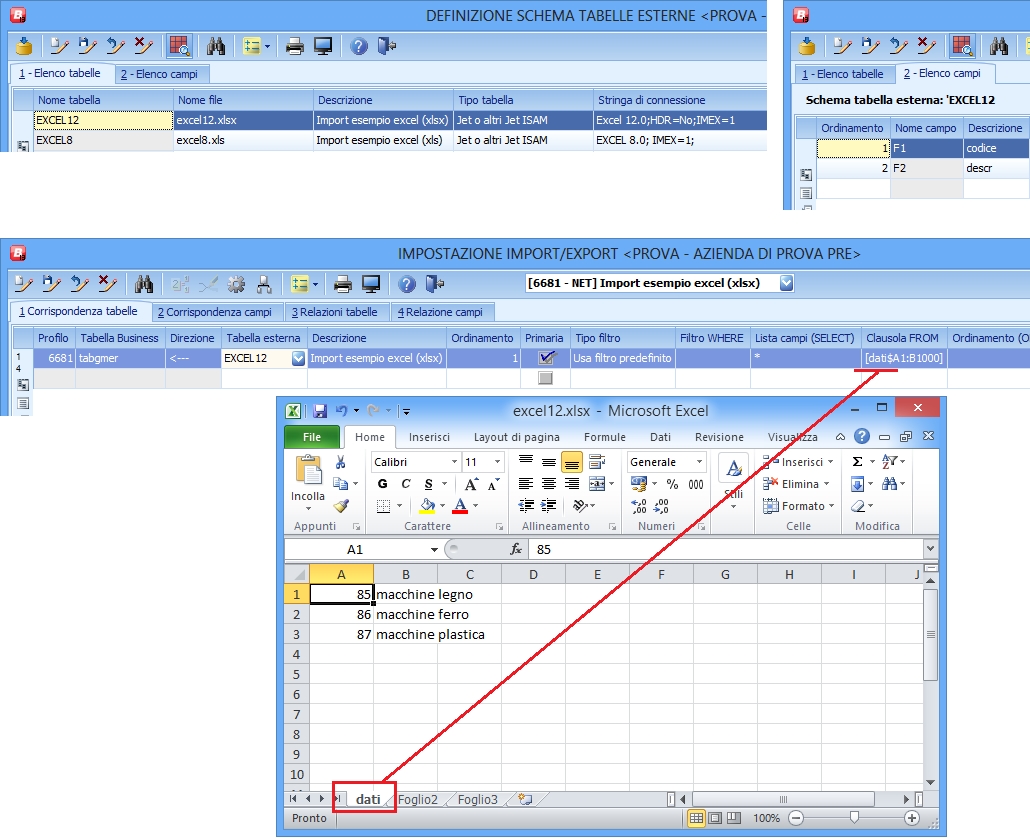 DEFINIZIONE SCHEMA TABELLE ESTERNE <PROVA -
1 - Elenco tabelle 2 - Elenco campi
Nome tabella Nome file Descrizione Tipo tabella Stringa di connessione
EXCEL12 excel12.xlsx Import esempio excel (xlsx) Jet o altri Jet ISAM Excel 12.0;HDR=No;IMEX=1
EXCEL8 excel8.xls Import esempio excel (xls) Jet o altri Jet ISAM EXCEL 8.0; IMEX=1;
1 - Elenco tabelle 2 - Elenco campi
Schema tabella esterna: 'EXCEL12
Ordinamento Nome campo Descrizione
1 F1 codice
2 F2 descr
IMPOSTAZIONE IMPORT/EXPORT <PROVA - AZIENDA DI PROVA PRE>
[6681 - NET] Import esempio excel (xlsx)
1 Corrispondenza tabelle 2 Corrispondenza campi 3 Relazioni tabelle 4 Relazione campi
Profilo Tabella Business Direzione Tabella esterna Descrizione Ordinamento Primaria Tipo filtro Filtro WHERE Lista campi (SELECT) Clausola FROM Ordinamento (O
1 6681 tabgmer <--- EXCEL12 Import esempio excel (xlsx) 1 Usa filtro predefinito * [dati$A1:B1000]
4
excel12.xlsx - Microsoft Excel
File Home Inserisci Layout di pagina Formule Dati Revisione Visualizza
Incolla Calibri 11 Generale Stili Inserisci
G C S A A % 000 Elimina
Formato
Appunti Carattere Allineamento Numeri Celle Modifica
A1 fx 85
A B C D E F G H I J
1 85 macchine legno
2 86 macchine ferro
3 87 macchine plastica
4
5
6
7
8
9
10
dati Foglio2 Foglio3
Pronto 100%